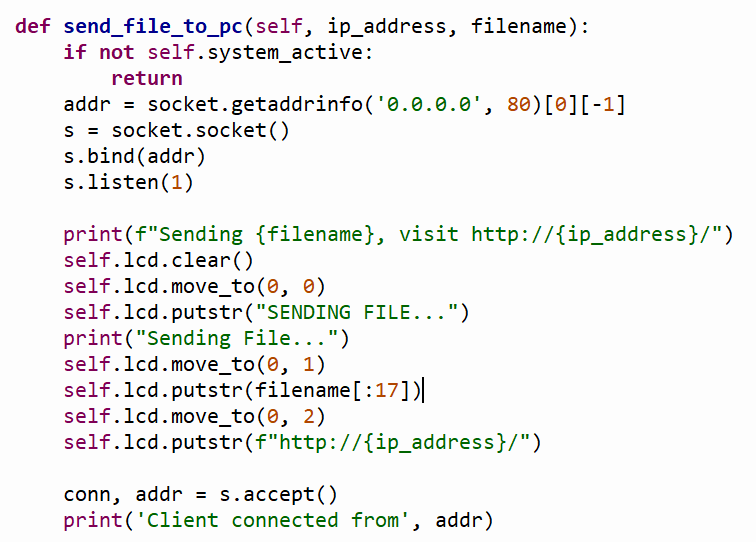 def send_file_to_pc(self, ip_address, filename):
    if not self.system_active:
        return
    addr = socket.getaddrinfo('0.0.0.0', 80)[0][-1]
    s = socket.socket()
    s.bind(addr)
    s.listen(1)

    print(f"Sending {filename}, visit http://{ip_address}/")
    self.lcd.clear()
    self.lcd.move_to(0, 0)
    self.lcd.putstr("SENDING FILE...")
    print("Sending File...")
    self.lcd.move_to(0, 1)
    self.lcd.putstr(filename[:17])
    self.lcd.move_to(0, 2)
    self.lcd.putstr(f"http://{ip_address}/")

    conn, addr = s.accept()
    print('Client connected from', addr)